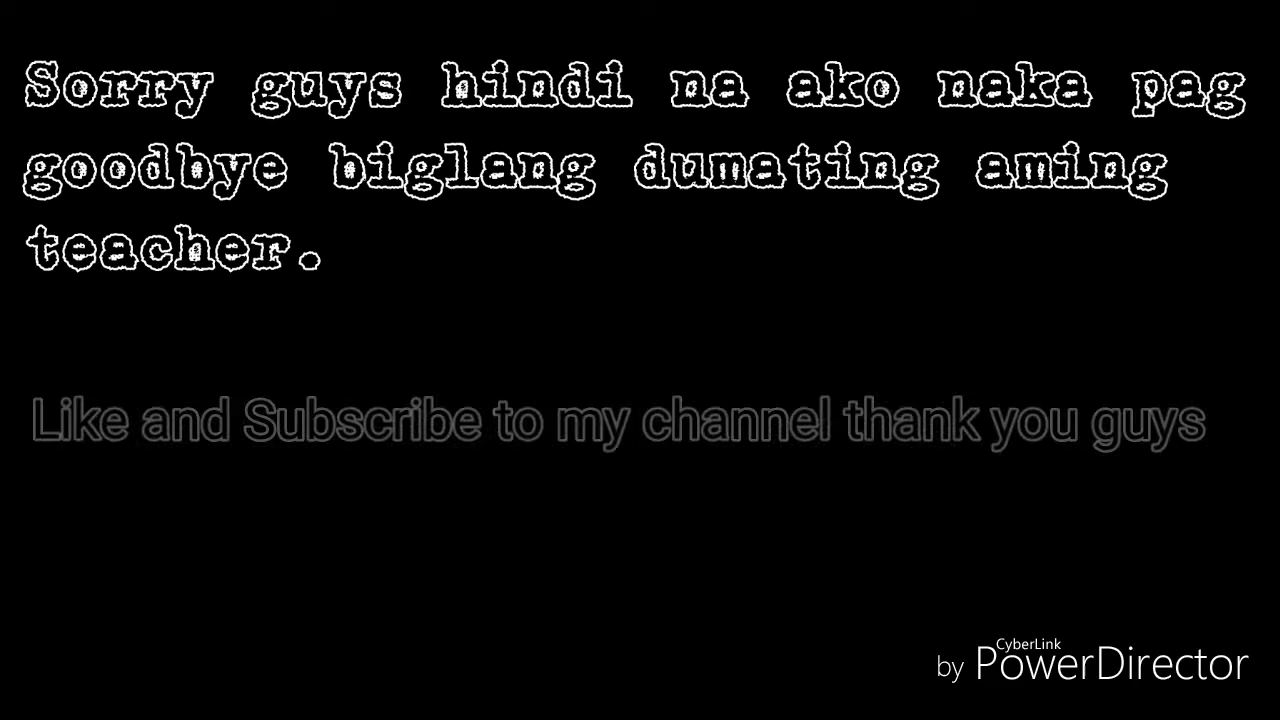 Sorry guys hindi na ako naka pag
goodbye biglang dumating aming
teacher.
Like and Subscribe to my channel thank you guys
CyberLink
by PowerDirector